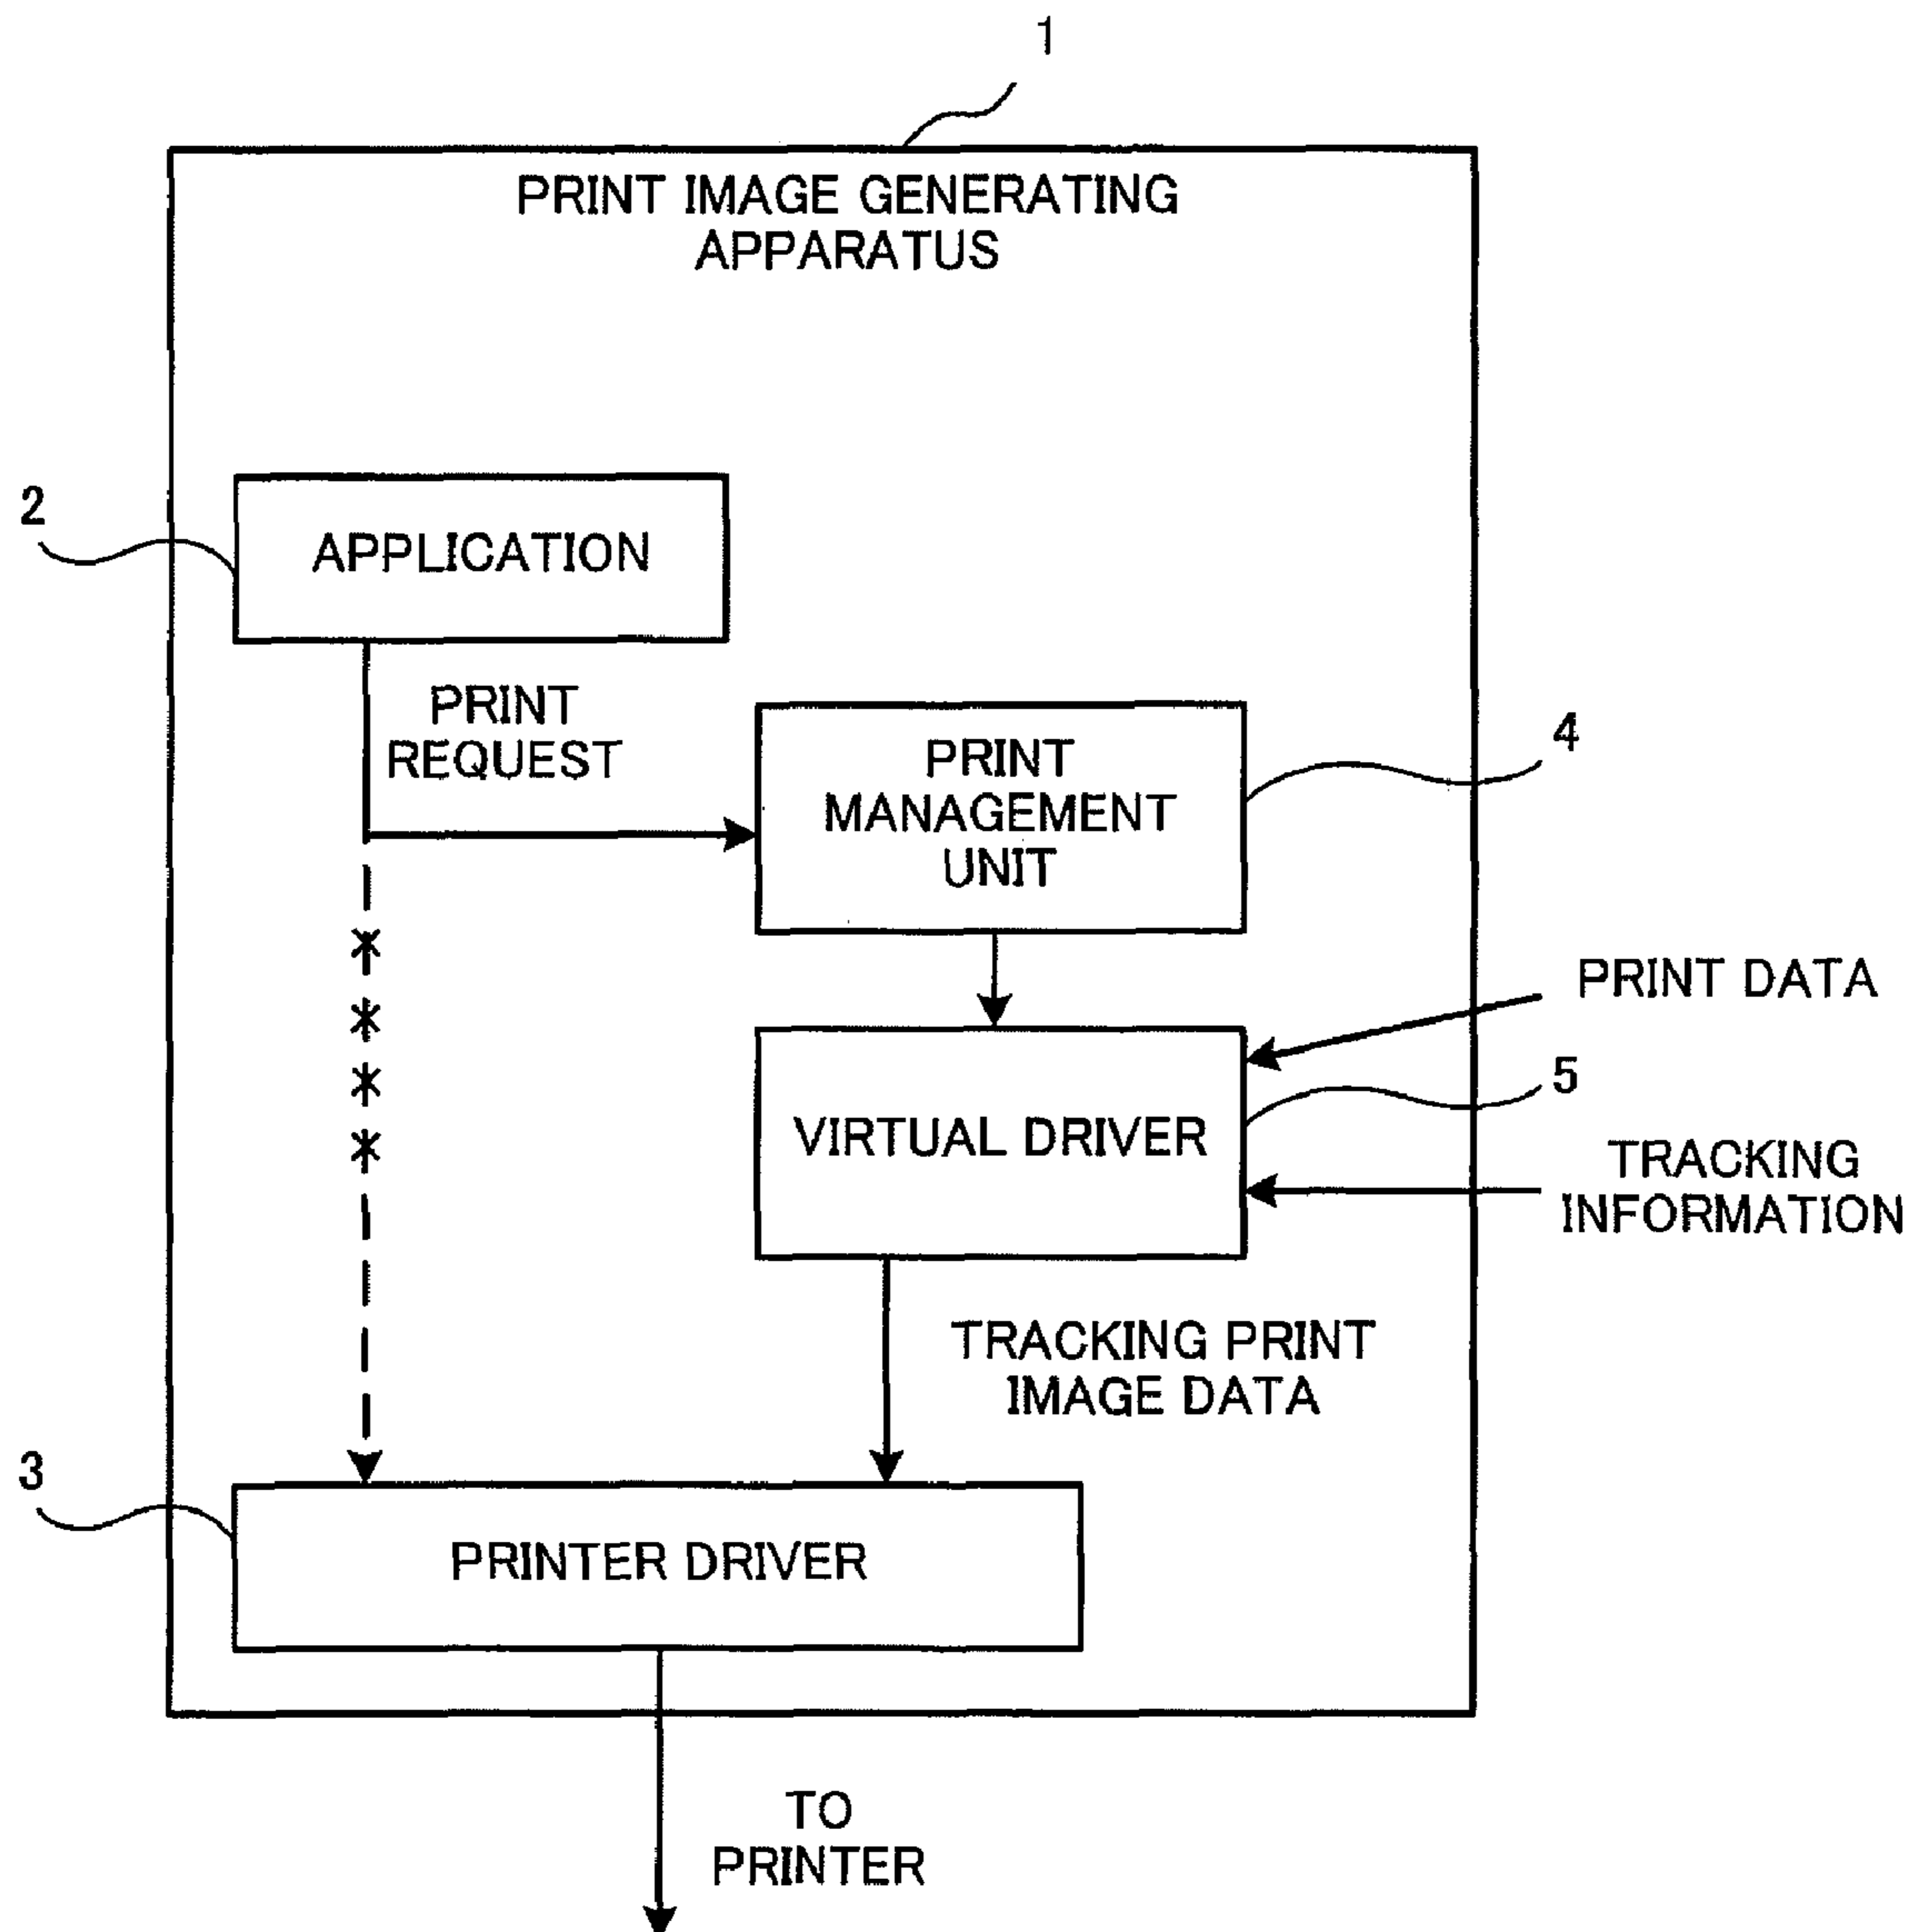 1
PRINT IMAGE GENERATING
APPARATUS
2
APPLICATION
PRINT
REQUEST
PRINT
MANAGEMENT
UNIT
4
PRINT DATA
5
VIRTUAL DRIVER
TRACKING
INFORMATION
TRACKING PRINT
IMAGE DATA
3
PRINTER DRIVER
TO
PRINTER